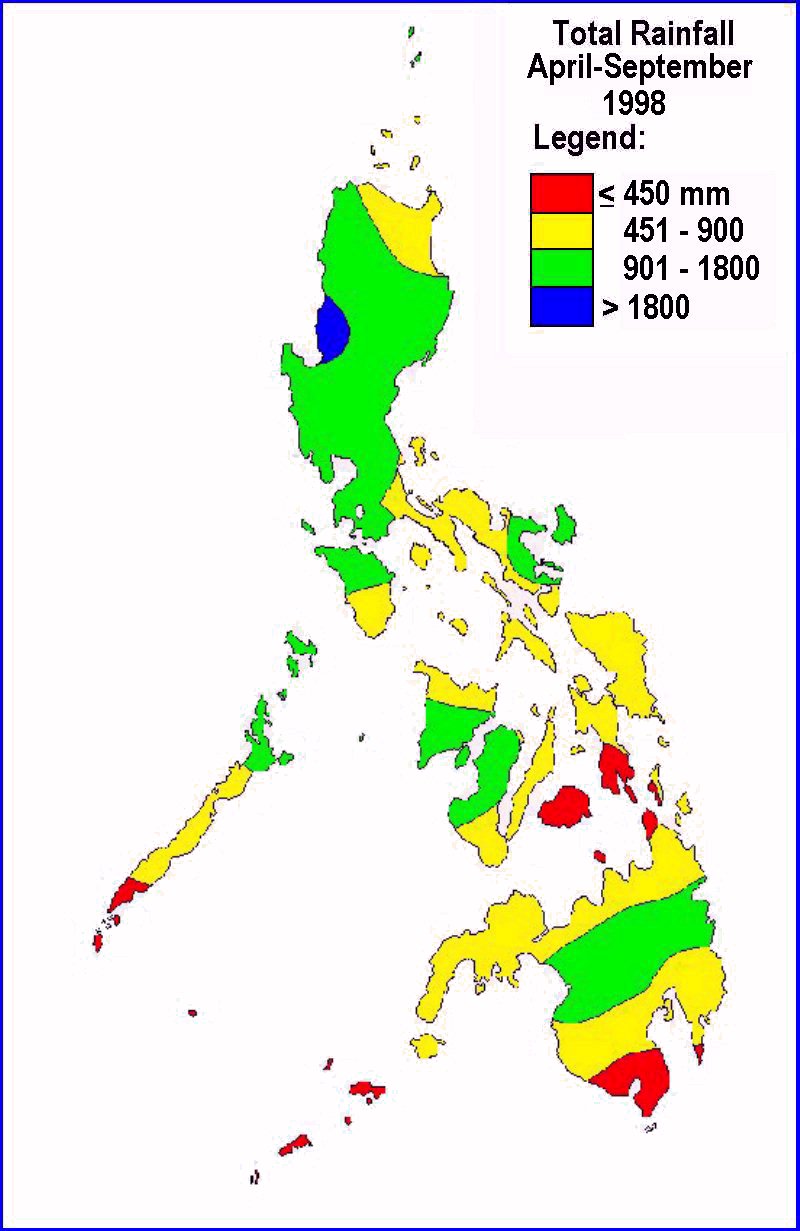 Total Rainfall
April-September
1998
Legend:
≤ 450 mm
451 - 900
901 - 1800
> 1800